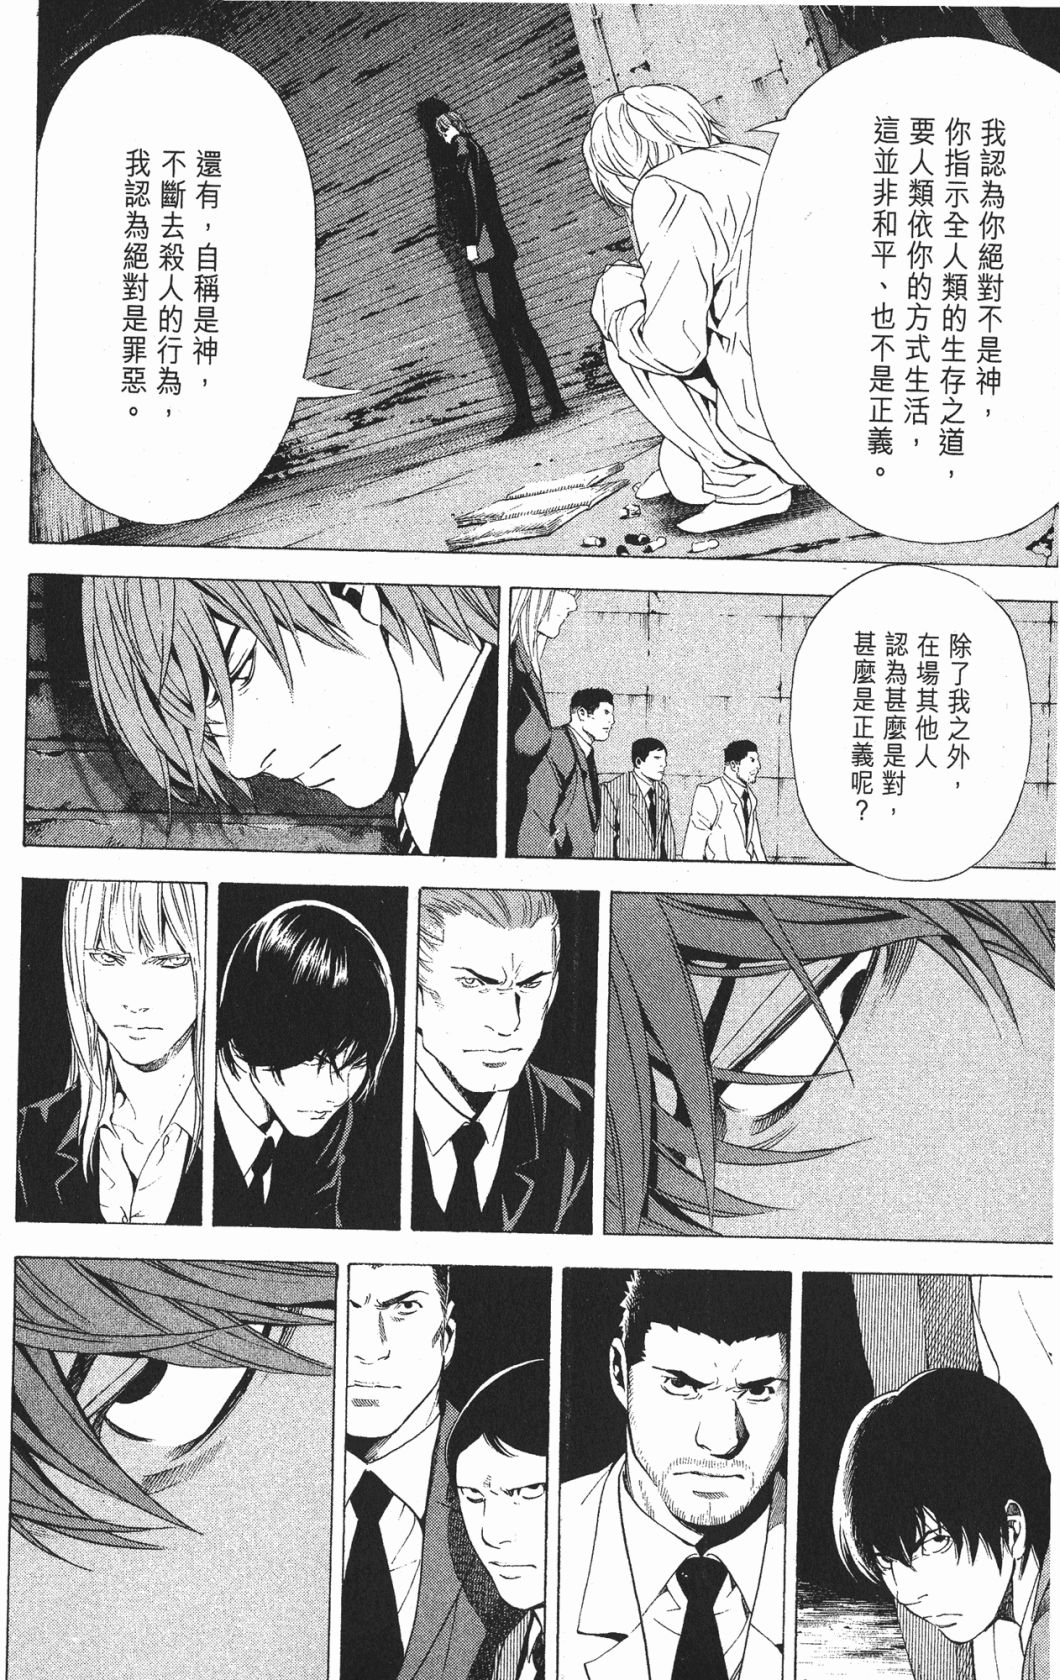 我認為你絕對不是神，
你指示全人類的生存之道，
要人類依你的方式生活，
這並非和平、也不是正義。
還有，自稱是神，
不斷去殺人的行為，
我認為絕對是罪惡。
除了我之外，
在場其他人
認為甚麼是對，
甚麼是正義呢？